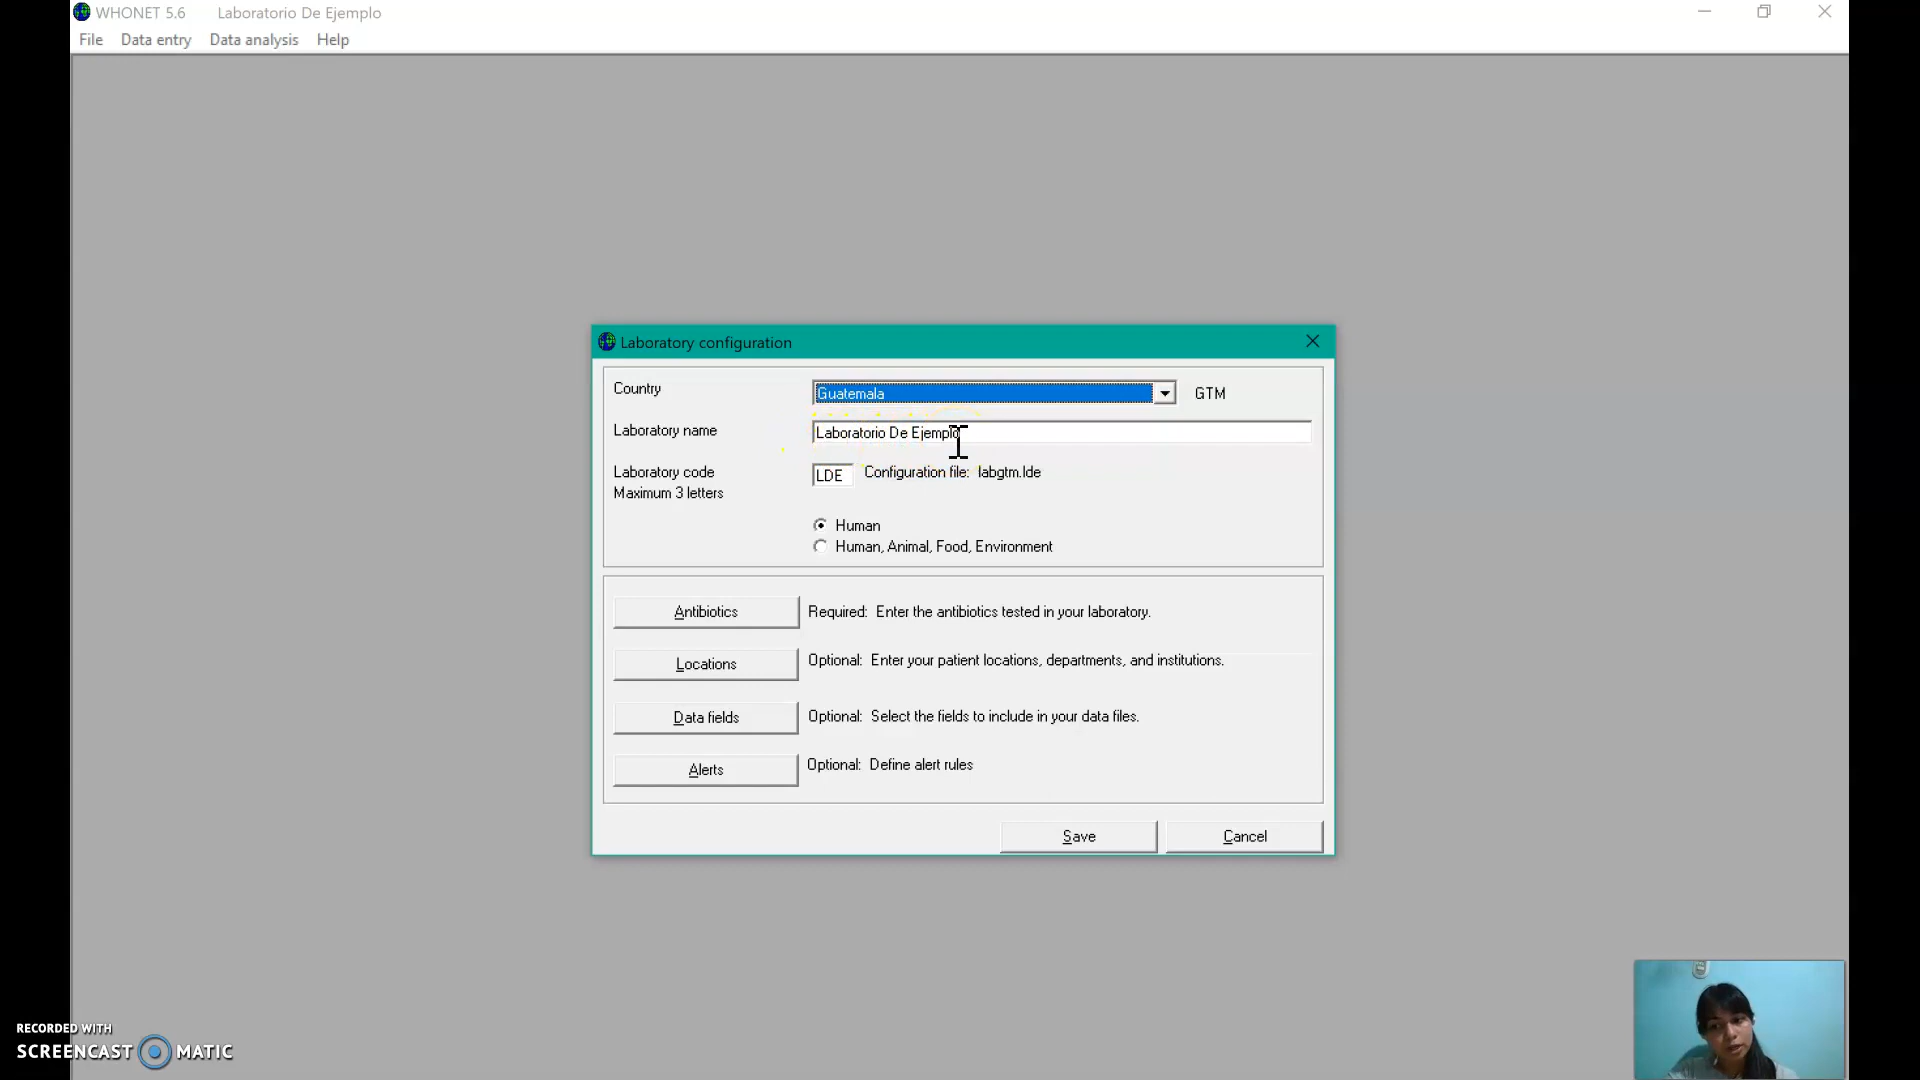 WHONET 5.6 Laboratorio De Ejemplo
File Data entry Data analysis Help
Laboratory configuration
Country Guatemala GTM
Laboratory name Laboratorio De Ejemplo
Laboratory code LDE Configuration file: labgtm.lde
Maximum 3 letters
Human
Human, Animal, Food, Environment
Antibiotics Required: Enter the antibiotics tested in your laboratory.
Locations Optional: Enter your patient locations, departments, and institutions.
Data fields Optional: Select the fields to include in your data files.
Alerts Optional: Define alert rules
Save Cancel
RECORDED WITH
SCREENCAST MATIC